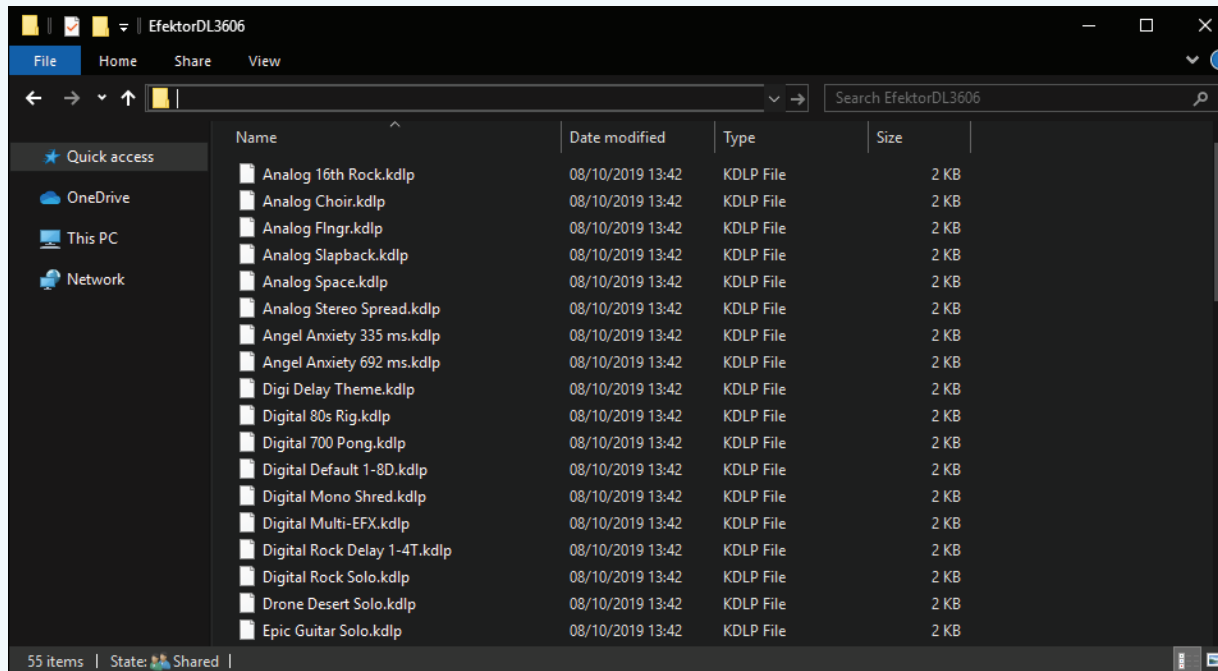 EfektorDL3606
File Home Share View
Search EfektorDL3606
Name Date modified Type Size
Quick access
OneDrive
This PC
Network
Analog 16th Rock.kdlp 08/10/2019 13:42 KDLP File 2 KB
Analog Choir.kdlp 08/10/2019 13:42 KDLP File 2 KB
Analog Flngr.kdlp 08/10/2019 13:42 KDLP File 2 KB
Analog Slapback.kdlp 08/10/2019 13:42 KDLP File 2 KB
Analog Space.kdlp 08/10/2019 13:42 KDLP File 2 KB
Analog Stereo Spread.kdlp 08/10/2019 13:42 KDLP File 2 KB
Angel Anxiety 335 ms.kdlp 08/10/2019 13:42 KDLP File 2 KB
Angel Anxiety 692 ms.kdlp 08/10/2019 13:42 KDLP File 2 KB
Digi Delay Theme.kdlp 08/10/2019 13:42 KDLP File 2 KB
Digital 80s Rig.kdlp 08/10/2019 13:42 KDLP File 2 KB
Digital 700 Pong.kdlp 08/10/2019 13:42 KDLP File 2 KB
Digital Default 1-8D.kdlp 08/10/2019 13:42 KDLP File 2 KB
Digital Mono Shred.kdlp 08/10/2019 13:42 KDLP File 2 KB
Digital Multi-EFX.kdlp 08/10/2019 13:42 KDLP File 2 KB
Digital Rock Delay 1-4T.kdlp 08/10/2019 13:42 KDLP File 2 KB
Digital Rock Solo.kdlp 08/10/2019 13:42 KDLP File 2 KB
Drone Desert Solo.kdlp 08/10/2019 13:42 KDLP File 2 KB
Epic Guitar Solo.kdlp 08/10/2019 13:42 KDLP File 2 KB
55 items State: Shared